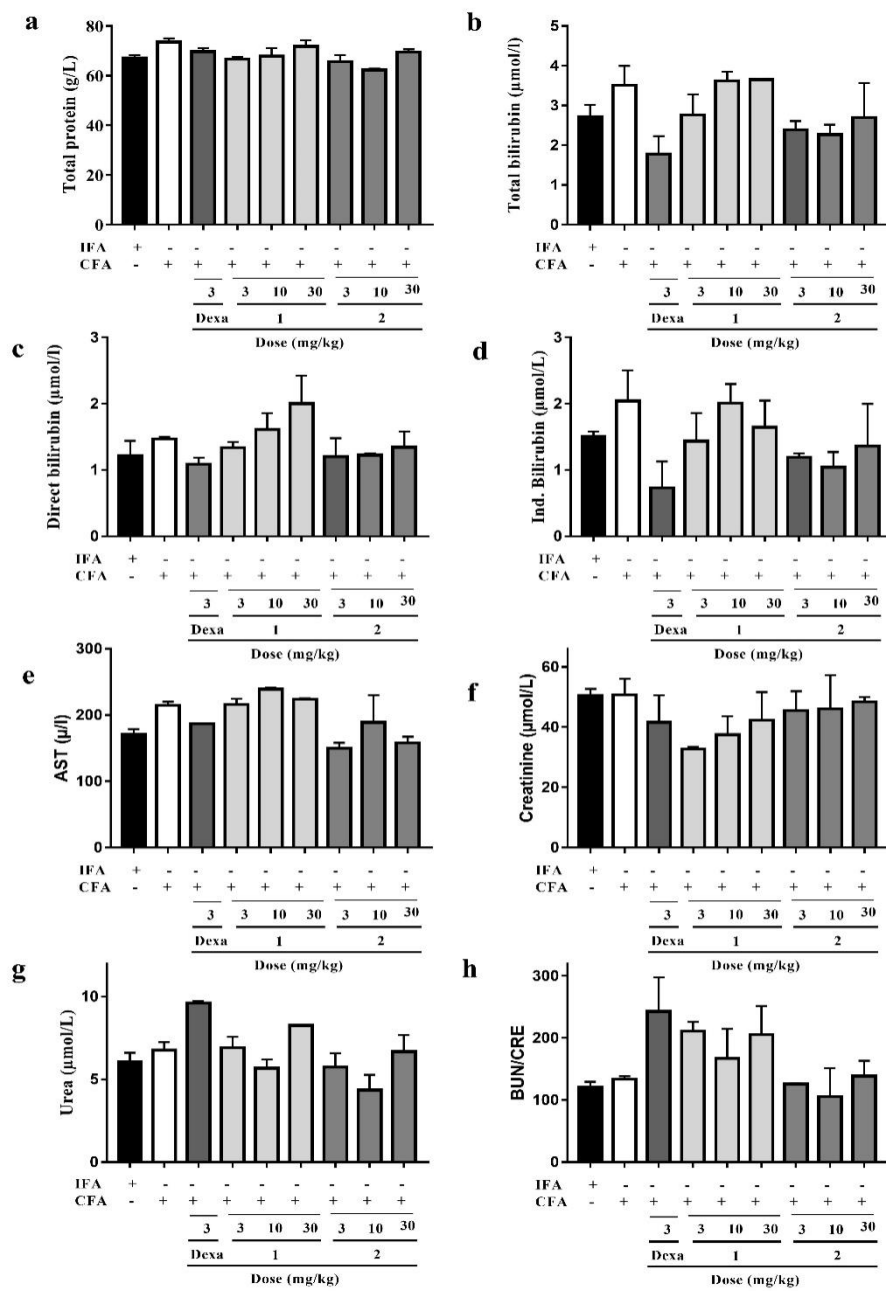 a
Total protein (g/L)
80
60
40
20
0
IFA + - - - - - - - -
CFA - + + + + + + + +
3 3 10 30 3 10 30
Dexa 1 2
Dose (mg/kg)
b
Total bilirubin (µmol/l)
5
4
3
2
1
0
IFA + - - - - - - - -
CFA - + + + + + + + +
3 3 10 30 3 10 30
Dexa 1 2
Dose (mg/kg)
c
Direct bilirubin (µmol/l)
3
2
1
0
IFA + - - - - - - - -
CFA - + + + + + + + +
3 3 10 30 3 10 30
Dexa 1 2
Dose (mg/kg)
d
Ind. Bilirubin (µmol/L)
3
2
1
0
IFA + - - - - - - - -
CFA - + + + + + + + +
3 3 10 30 3 10 30
Dexa 1 2
Dose (mg/kg)
e
AST (µ/l)
300
200
100
0
IFA + - - - - - - - -
CFA - + + + + + + + +
3 3 10 30 3 10 30
Dexa 1 2
Dose (mg/kg)
f
Creatinine (µmol/L)
60
40
20
0
IFA + - - - - - - - -
CFA - + + + + + + + +
3 3 10 30 3 10 30
Dexa 1 2
Dose (mg/kg)
g
Urea (µmol/L)
10
5
0
IFA + - - - - - - - -
CFA - + + + + + + + +
3 3 10 30 3 10 30
Dexa 1 2
Dose (mg/kg)
h
BUN/CRE
300
200
100
0
IFA + - - - - - - - -
CFA - + + + + + + + +
3 3 10 30 3 10 30
Dexa 1 2
Dose (mg/kg)